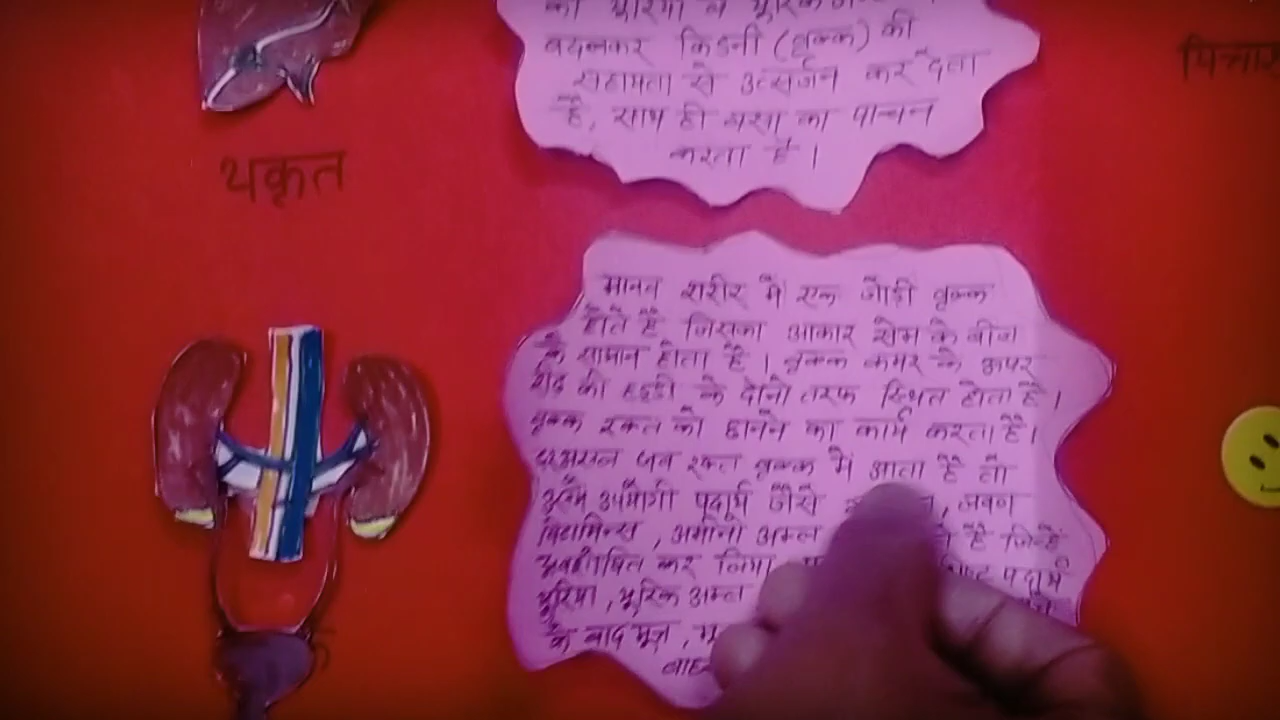 बदलकर किडनी (वृक्क) की
सहायता से उत्सर्जन कर देता
है, साथ ही वसा का पाचन
करता है।
यकृत
मानव शरीर में एक जोड़ी वृक्क
होते है जिसका आकार सेम के बीज
के सामान होता है। वृक्क कमर के ऊपर
रीढ़ की हड्डी के दोनों तरफ स्थित होता है।
वृक्क रक्त को छानने का कार्य करता है।
दरअसल जब रक्त वृक्क में आता है तो
उसमें उपयोगी पदार्थ जैसे , लवण
विटामिन्स, अमीनो अम्ल है जिन्हें
अवशोषित कर लिया पदार्थ
यूरिया, यूरिक अम्ल
के बाद मूत्र,